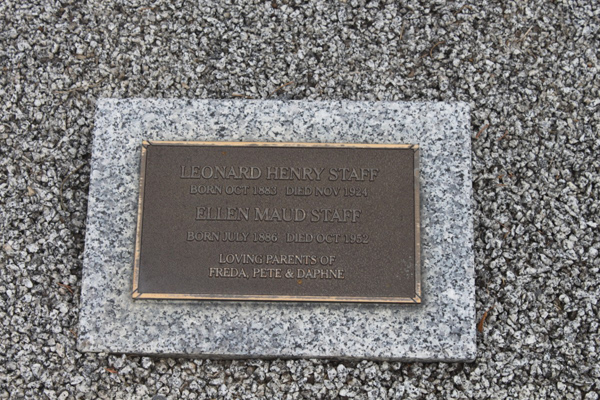 LEONARD HENRY STAFF
BORN OCT 1883 DIED NOV 1924
ELLEN MAUD STAFF
BORN JULY 1886 DIED OCT 1952
LOVING PARENTS OF
FREDA, PETE & DAPHNE